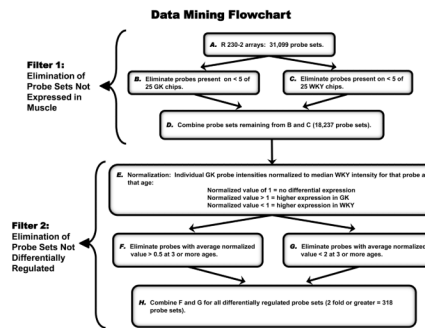 Data Mining Flowchart
A. R 230-2 arrays: 31,099 probe sets.
Filter 1:
Elimination of
Probe Sets Not
Expressed in
Muscle
B. Eliminate probes present on < 5 of
25 GK chips.
C. Eliminate probes present on < 5 of
25 WKY chips.
D. Combine probe sets remaining from B and C (18,237 probe sets).
E. Normalization: Individual GK probe intensities normalized to median WKY intensity for that probe a
that age:
Normalized value of 1 = no differential expression
Normalized value > 1 = higher expression in GK
Normalized value < 1 = higher expression in WKY
Filter 2:
Elimination of
Probe Sets Not
Differentially
Regulated
F. Eliminate probes with average normalized
value > 0.5 at 3 or more ages.
G. Eliminate probes with average normalized
value < 2 at 3 or more ages.
H. Combine F and G for all differentially regulated probe sets (2 fold or greater = 318
probe sets).